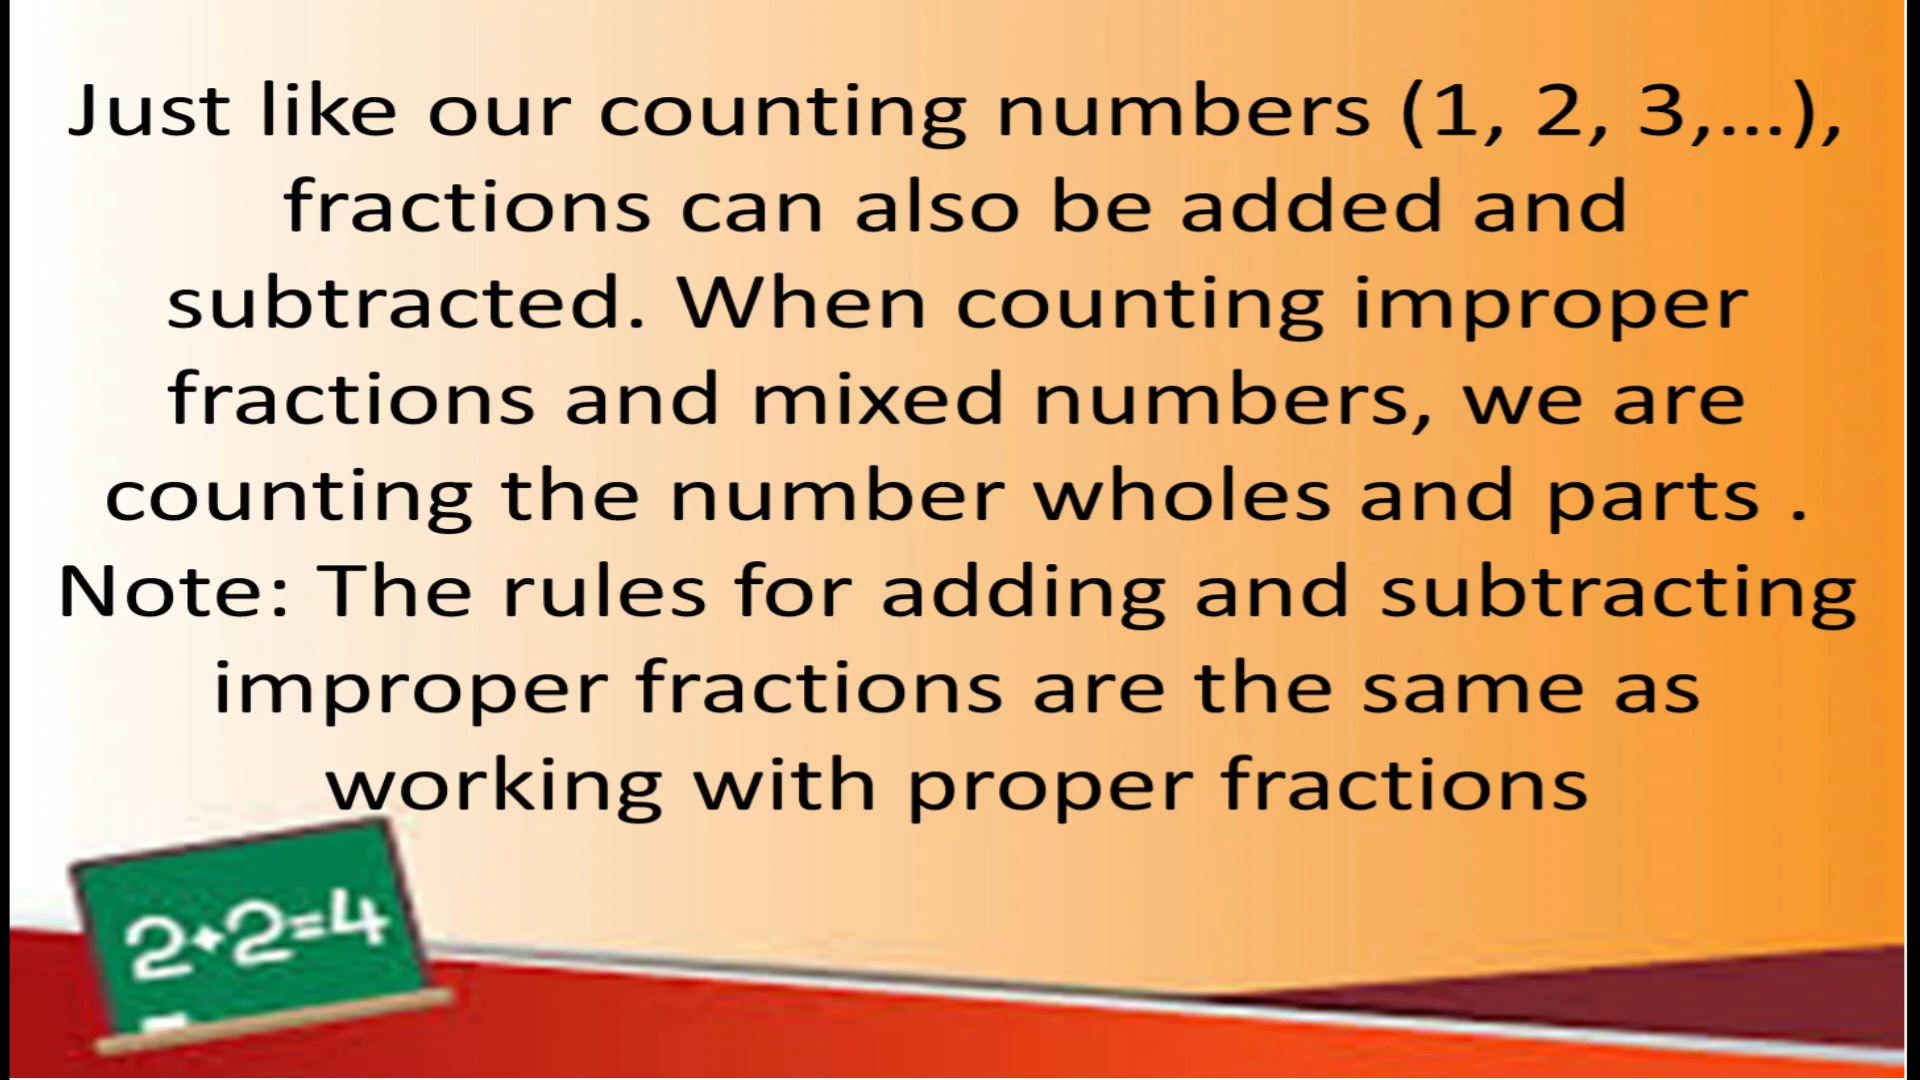 Just like our counting numbers (1, 2, 3,...),
fractions can also be added and
subtracted. When counting improper
fractions and mixed numbers, we are
counting the number wholes and parts .
Note: The rules for adding and subtracting
improper fractions are the same as
working with proper fractions
2+2=4